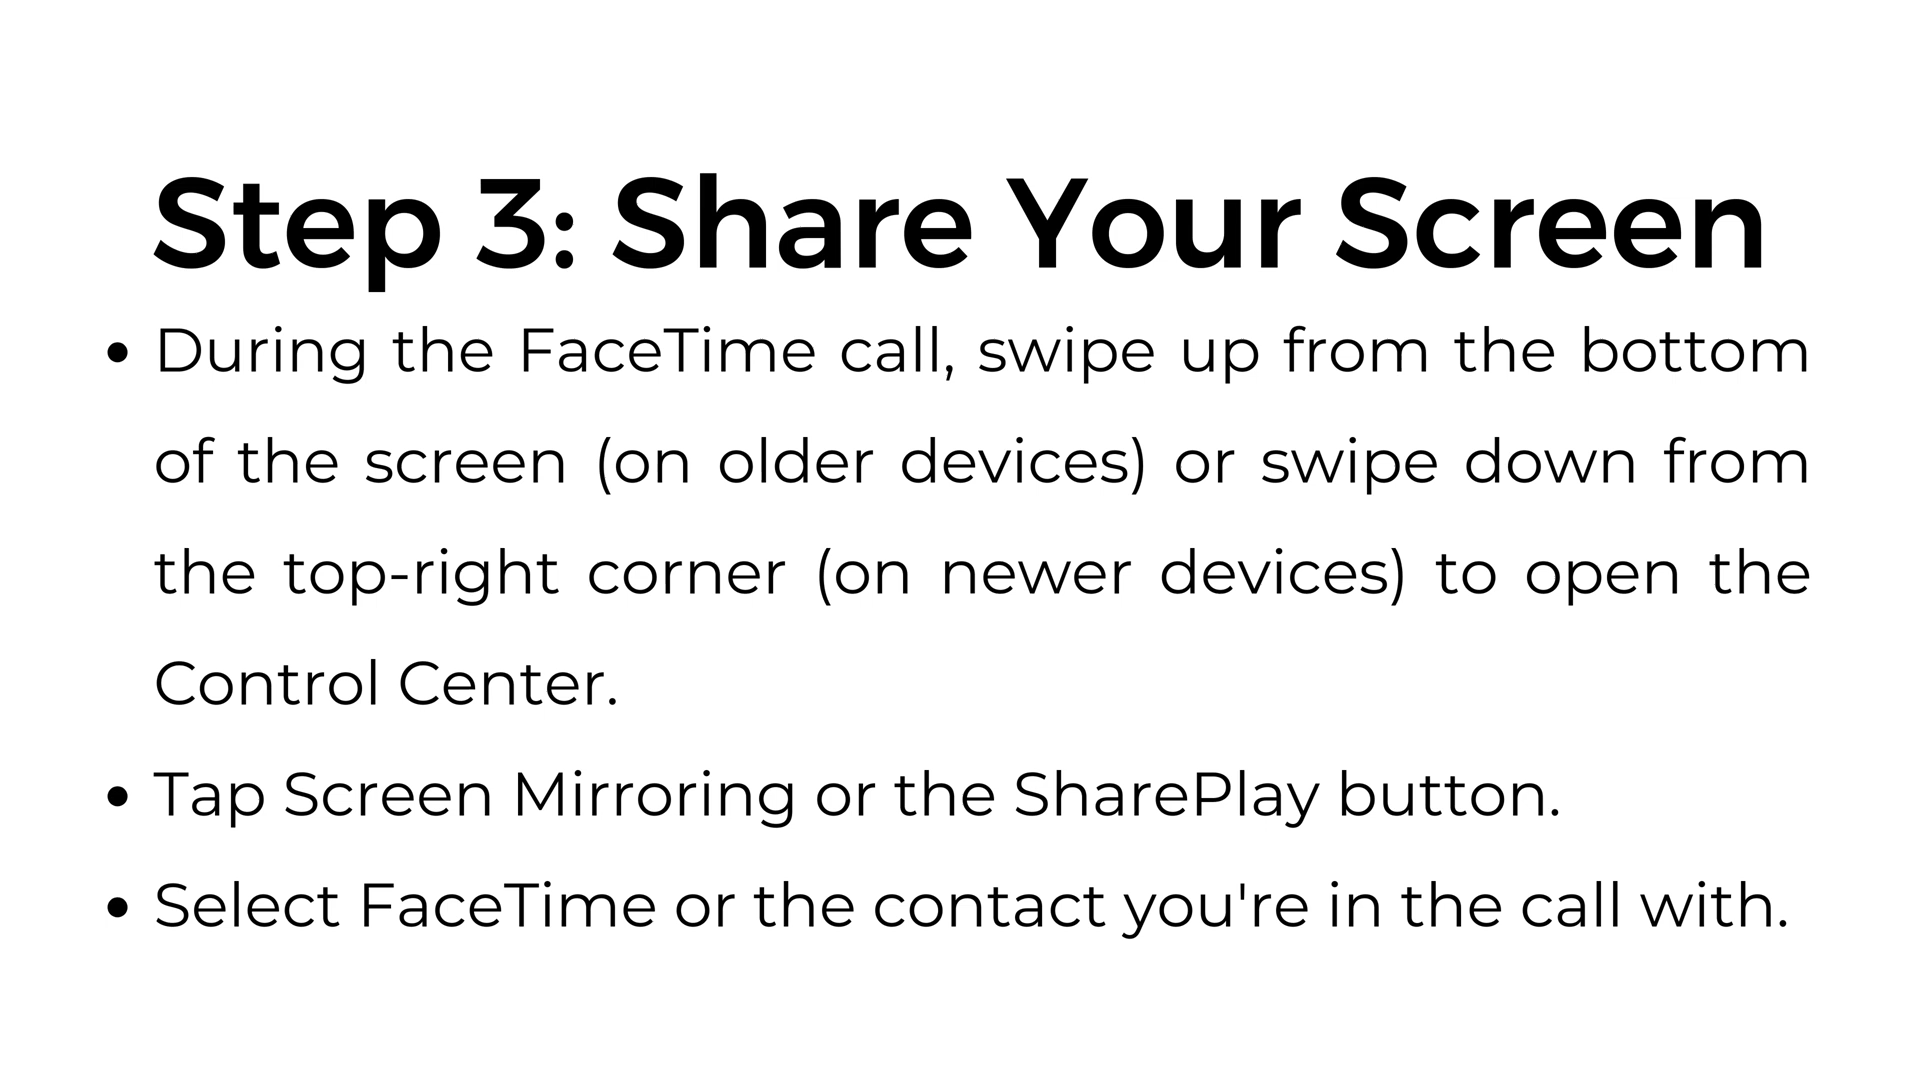 Step 3: Share Your Screen
• During the FaceTime call, swipe up from the bottom
of the screen (on older devices) or swipe down from
the top-right corner (on newer devices) to open the
Control Center.
• Tap Screen Mirroring or the SharePlay button.
• Select FaceTime or the contact you're in the call with.